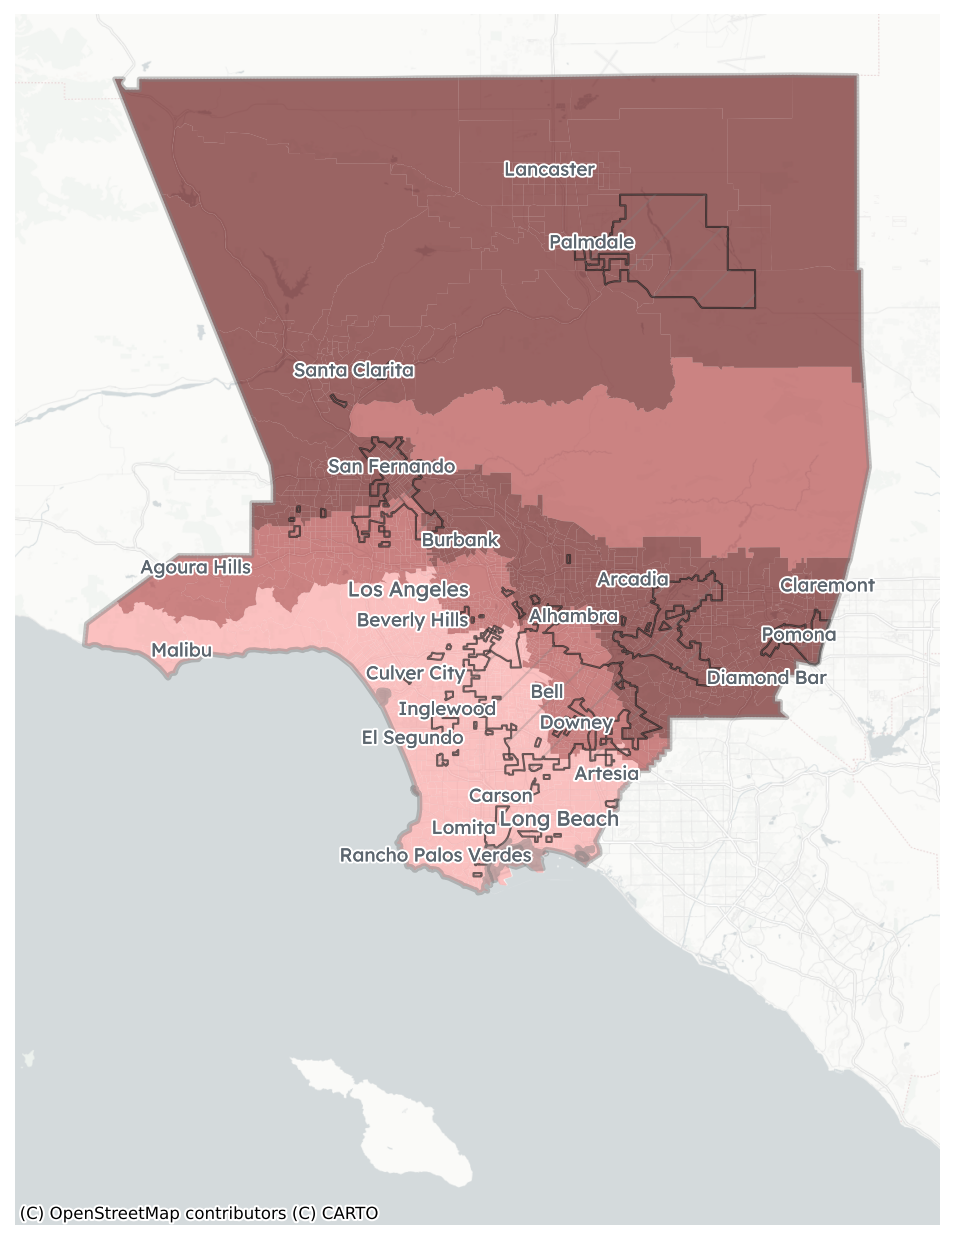 Lancaster
Palmdale
Santa Clarita
San Fernando
Burbank
Agoura Hills
Arcadia
Claremont
Los Angeles
Alhambra
Beverly Hills
Pomona
Malibu
Culver City
Diamond Bar
Bell
Inglewood
Downey
El Segundo
Artesia
Carson
Long Beach
Lomita
Rancho Palos Verdes
(C) OpenStreetMap contributors (C) CARTO